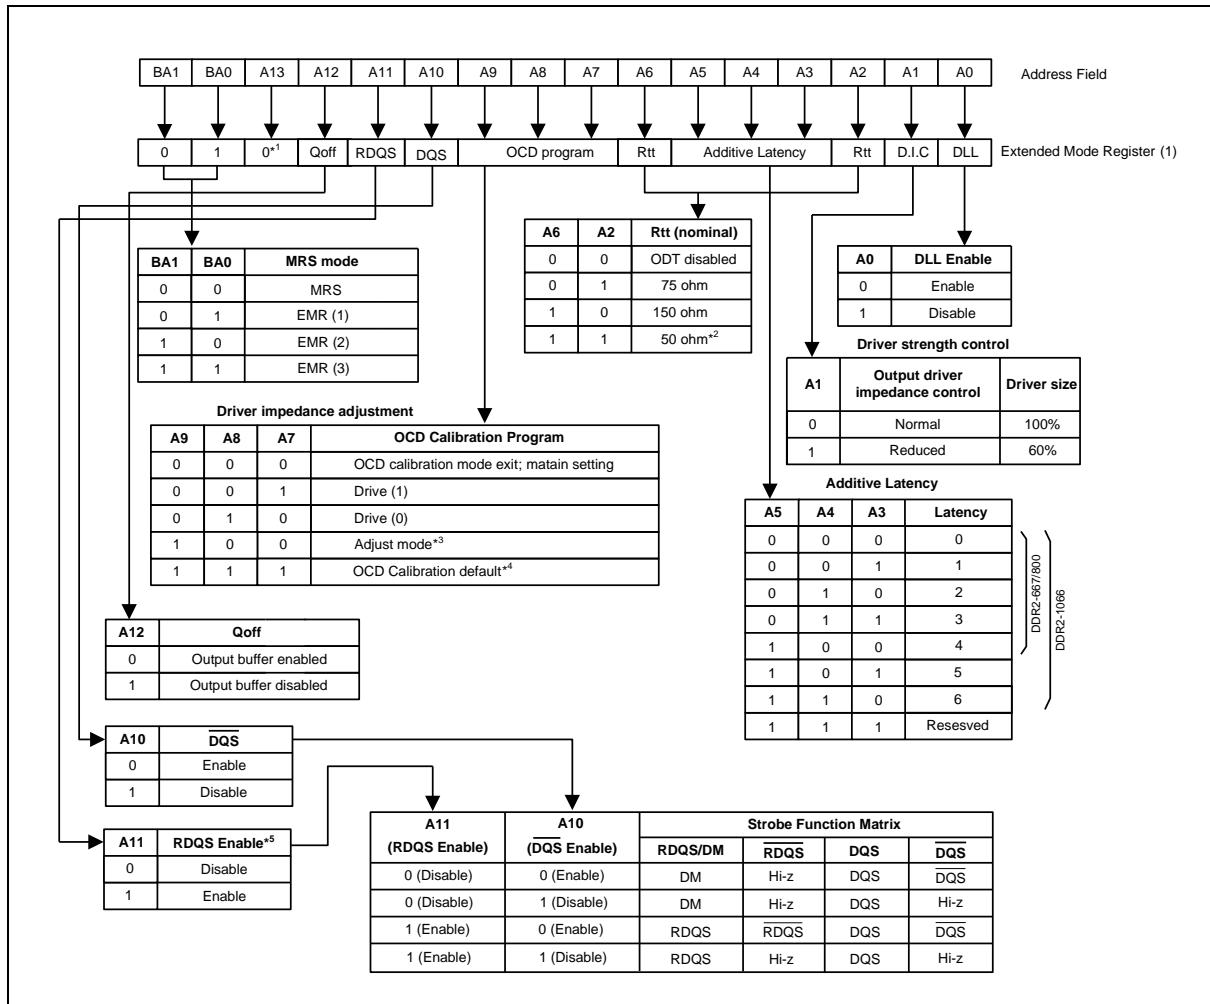 BA1 BA0 A13 A12 A11 A10 A9 A8 A7 A6 A5 A4 A3 A2 A1 A0 Address Field
0 1 0*1 Qoff RDQS DQS OCD program Rtt Additive Latency Rtt D.I.C DLL Extended Mode Register (1)
BA1 BA0 MRS mode
0 0 MRS
0 1 EMR (1)
1 0 EMR (2)
1 1 EMR (3)
A6 A2 Rtt (nominal)
0 0 ODT disabled
0 1 75 ohm
1 0 150 ohm
1 1 50 ohm*2
A0 DLL Enable
0 Enable
1 Disable
Driver strength control
A1 Output driver impedance control Driver size
0 Normal 100%
1 Reduced 60%
Driver impedance adjustment
A9 A8 A7 OCD Calibration Program
0 0 0 OCD calibration mode exit; matain setting
0 0 1 Drive (1)
0 1 0 Drive (0)
1 0 0 Adjust mode*3
1 1 1 OCD Calibration default*4
Additive Latency
A5 A4 A3 Latency
0 0 0 0
0 0 1 1
0 1 0 2
0 1 1 3
1 0 0 4
1 0 1 5
1 1 0 6
1 1 1 Resesved
DDR2-667/800
DDR2-1066
A12 Qoff
0 Output buffer enabled
1 Output buffer disabled
A10 DQS
0 Enable
1 Disable
A11 RDQS Enable*5
0 Disable
1 Enable
A11 (RDQS Enable) A10 (DQS Enable) Strobe Function Matrix
RDQS/DM RDQS DQS DQS
0 (Disable) 0 (Enable) DM Hi-z DQS DQS
0 (Disable) 1 (Disable) DM Hi-z DQS Hi-z
1 (Enable) 0 (Enable) RDQS RDQS DQS DQS
1 (Enable) 1 (Disable) RDQS Hi-z DQS Hi-z